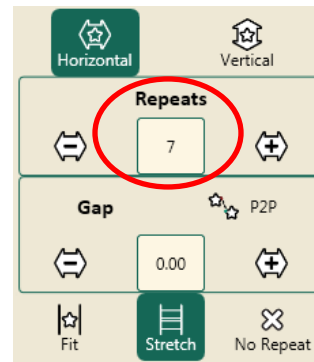 Horizontal Vertical
Repeats
7
Gap P2P
0.00
Fit Stretch No Repeat